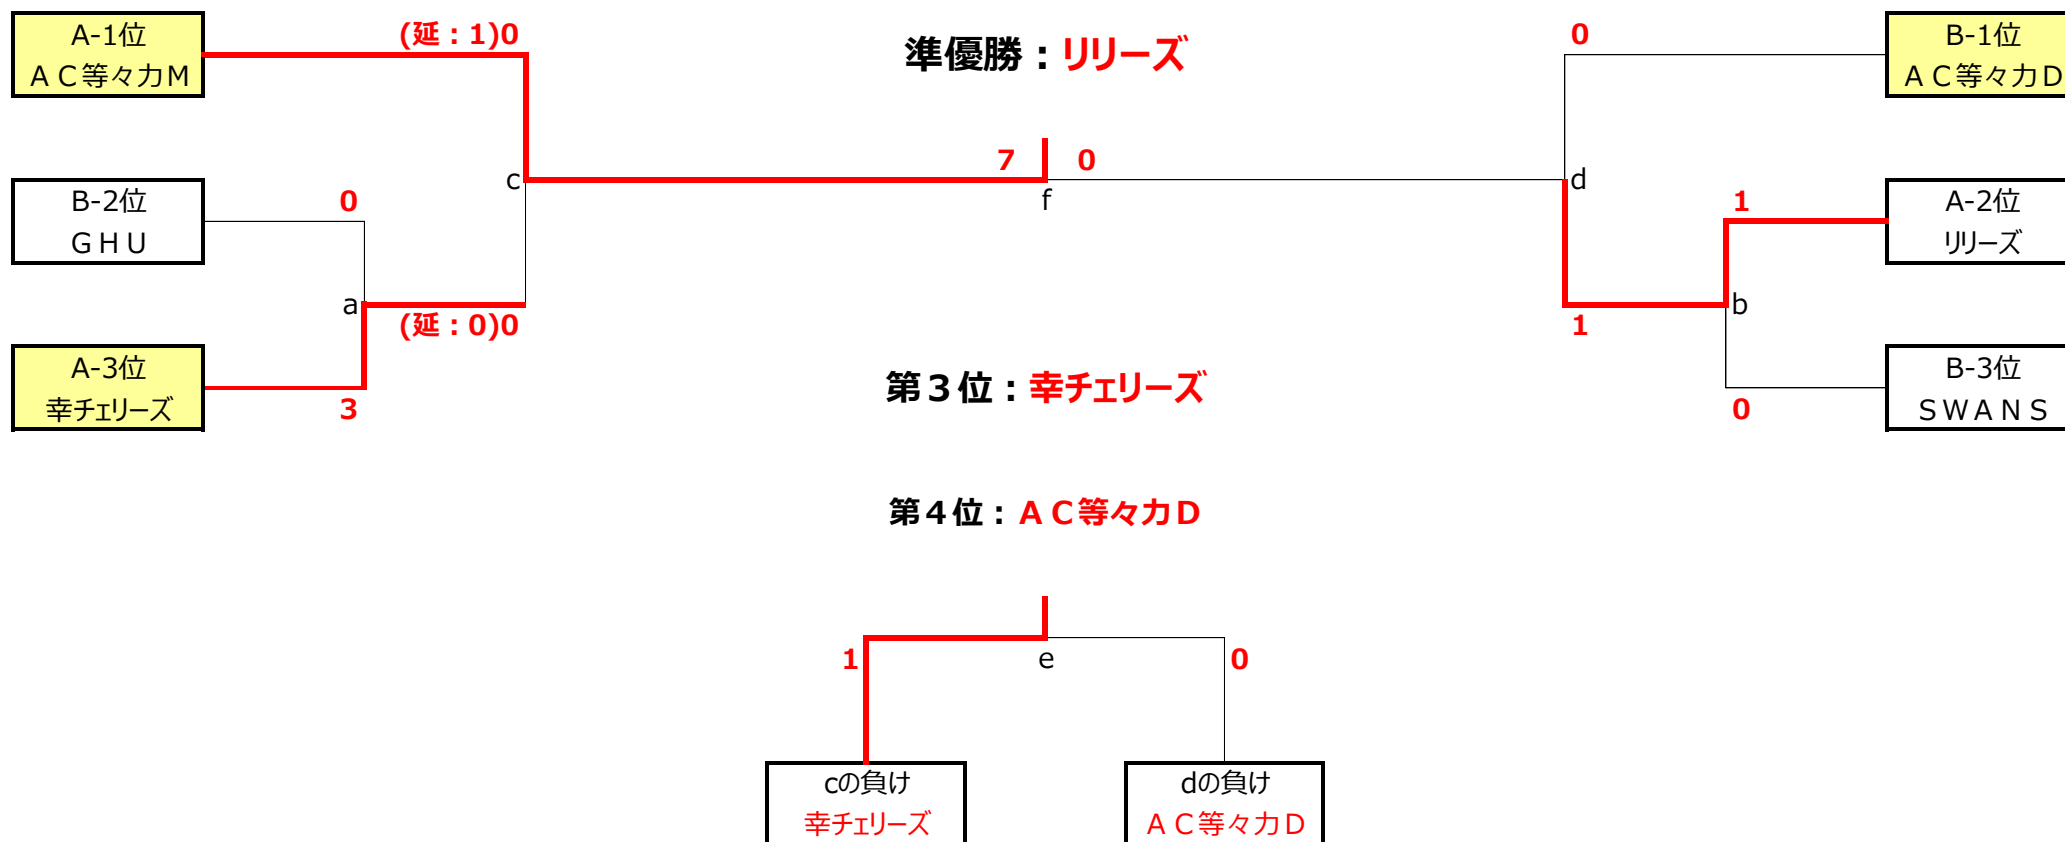 A-1位
ＡＣ等々力Ｍ
(延：1)0
準優勝：リリーズ
0
B-1位
ＡＣ等々力Ｄ
7
0
c
f
d
B-2位
ＧＨＵ
0
1
A-2位
リリーズ
a
(延：0)0
1
b
A-3位
幸チェリーズ
3
第３位：幸チェリーズ
0
B-3位
ＳＷＡＮＳ
第４位：ＡＣ等々力Ｄ
1
e
0
cの負け
幸チェリーズ
dの負け
ＡＣ等々力Ｄ